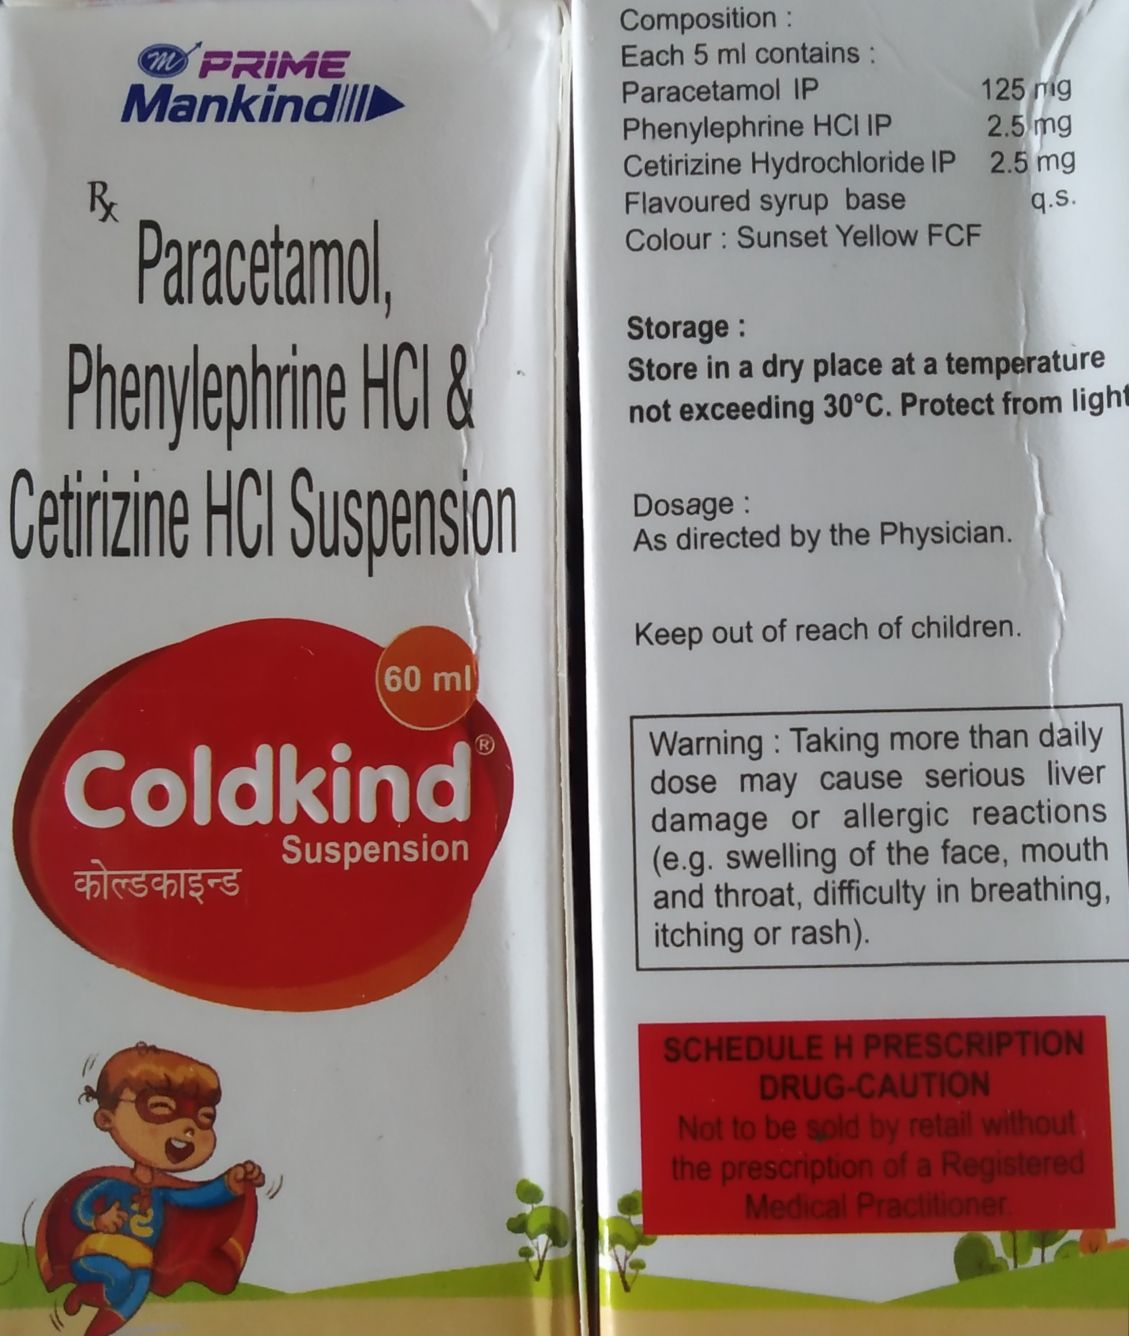 m PRIME
Mankind
Rx
Paracetamol,
Phenylephrine HCl &
Cetirizine HCl Suspension
60 ml
Coldkind®
Suspension
कोल्डकाइन्ड
Composition :
Each 5 ml contains :
Paracetamol IP 125 mg
Phenylephrine HCl IP 2.5 mg
Cetirizine Hydrochloride IP 2.5 mg
Flavoured syrup base q.s.
Colour : Sunset Yellow FCF
Storage :
Store in a dry place at a temperature
not exceeding 30°C. Protect from light
Dosage :
As directed by the Physician.
Keep out of reach of children.
Warning : Taking more than daily
dose may cause serious liver
damage or allergic reactions
(e.g. swelling of the face, mouth
and throat, difficulty in breathing,
itching or rash).
SCHEDULE H PRESCRIPTION
DRUG-CAUTION
Not to be sold by retail without
the prescription of a Registered
Medical Practitioner.